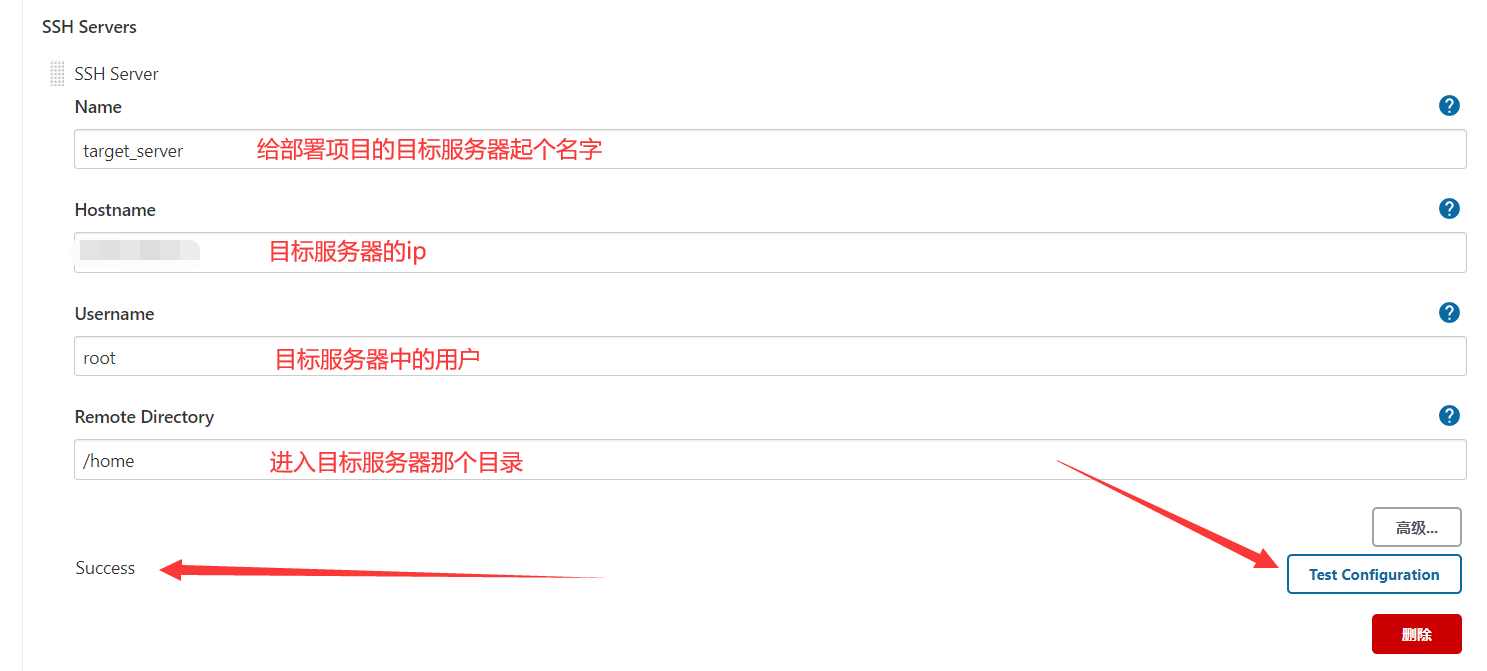 SSH Servers
SSH Server
Name
?
target_server 给部署项目的目标服务器起个名字
Hostname
?
目标服务器的ip
Username
?
root 目标服务器中的用户
Remote Directory
?
/home 进入目标服务器那个目录
高级...
Success
Test Configuration
删除